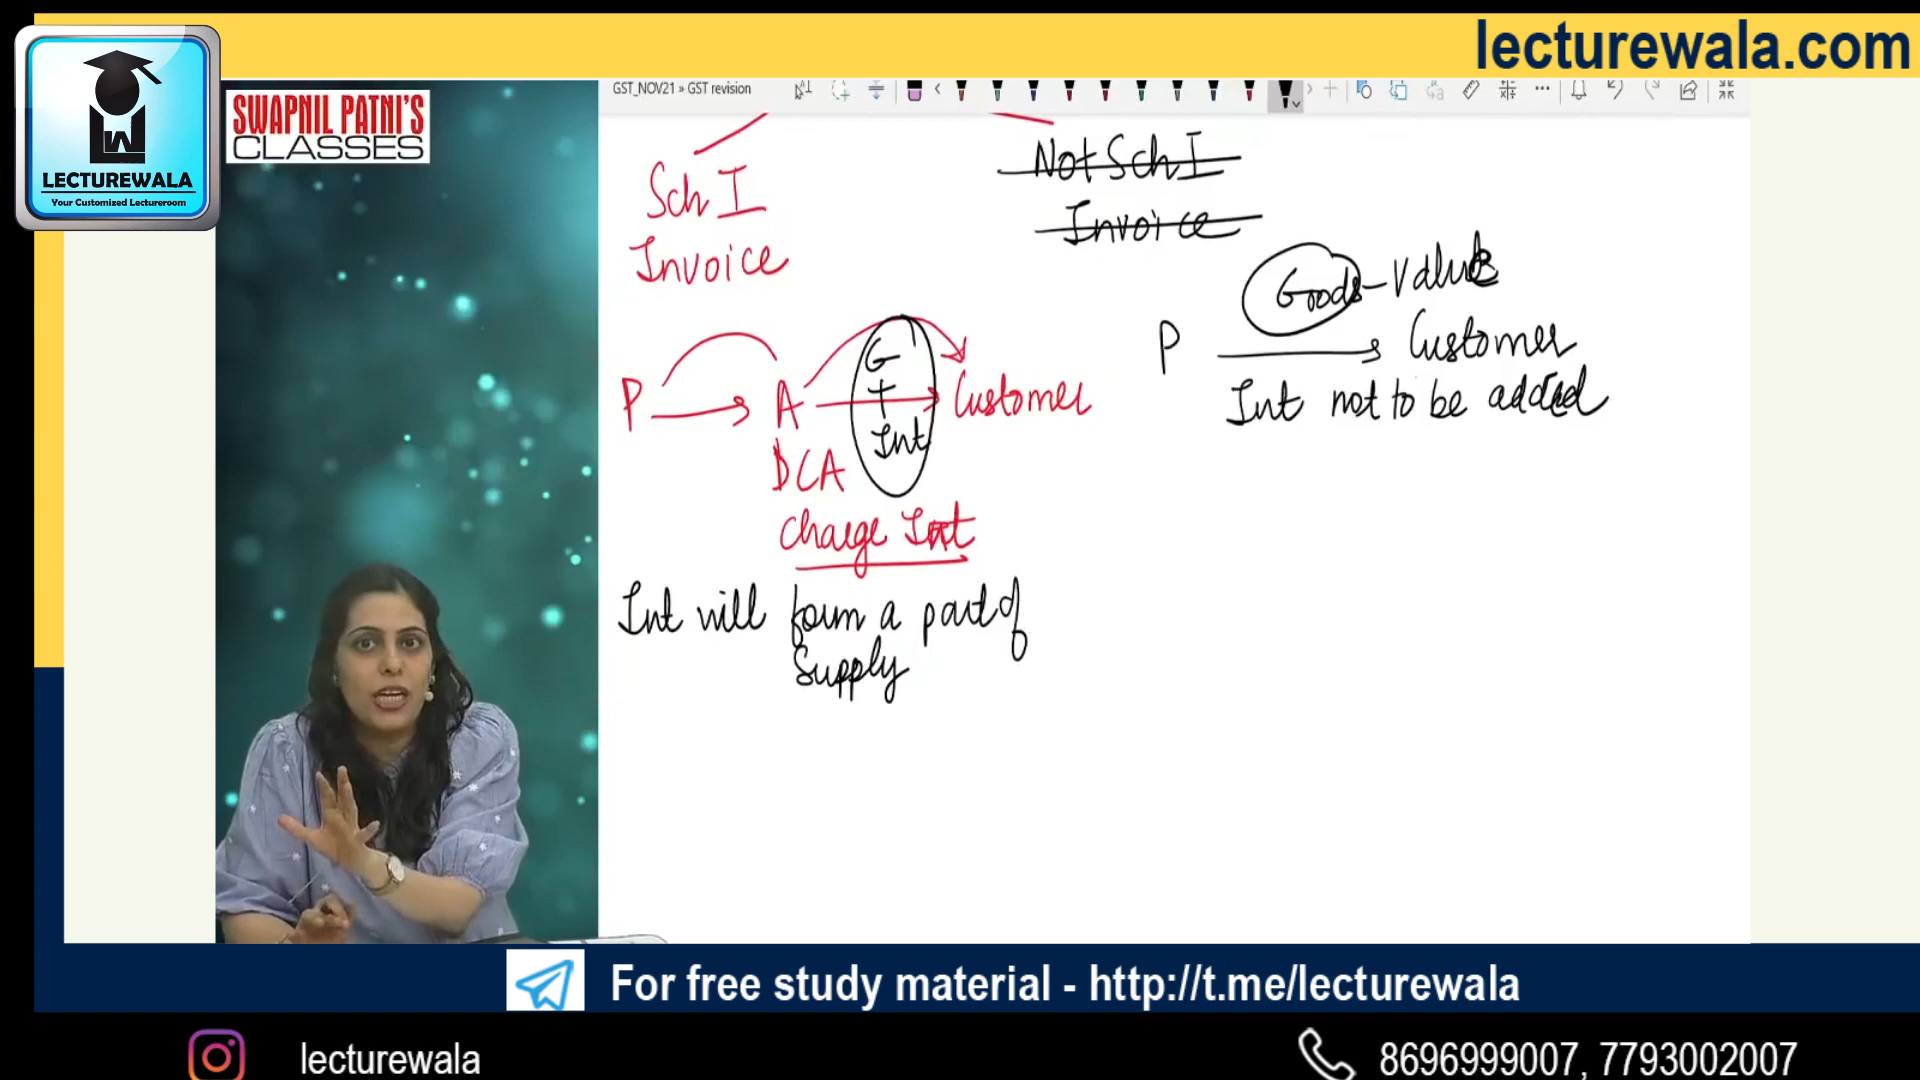 lecturewala.com
LW
LECTUREWALA
Your Customized Lectureroom
SWAPNIL PATNI'S
CLASSES
GST_NOV21 » GST revision
Sch I
Invoice
Not Sch I
Invoice
P A Customer
DCA
G
+
Int
Charge Int
Int will form a part of
Supply
Goods - Value
P Customer
Int not to be added
For free study material - http://t.me/lecturewala
lecturewala
8696999007, 7793002007